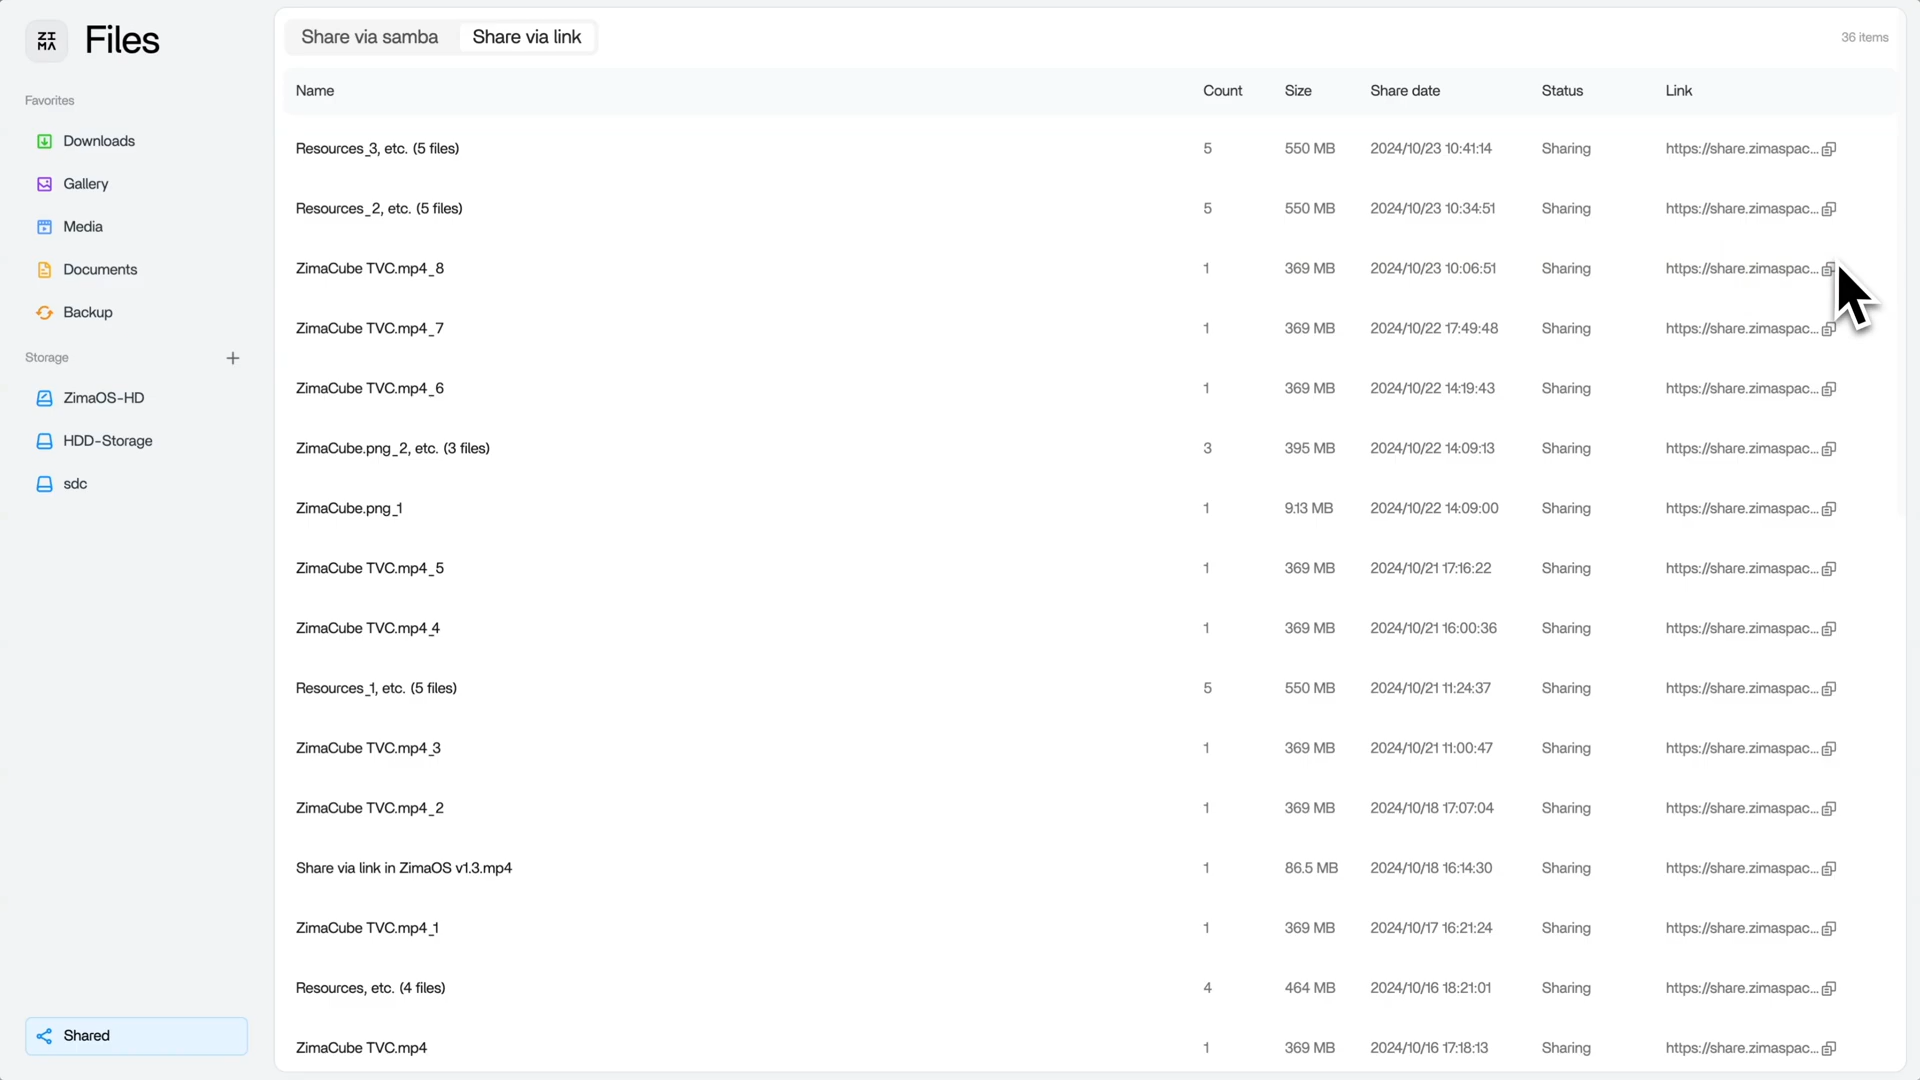 ZI
MA
Files
Favorites
Downloads
Gallery
Media
Documents
Backup
Storage
ZimaOS-HD
HDD-Storage
sdc
Shared
Share via samba Share via link 36 items
Name Count Size Share date Status Link
Resources_3, etc. (5 files) 5 550 MB 2024/10/23 10:41:14 Sharing https://share.zimaspac...
Resources_2, etc. (5 files) 5 550 MB 2024/10/23 10:34:51 Sharing https://share.zimaspac...
ZimaCube TVC.mp4_8 1 369 MB 2024/10/23 10:06:51 Sharing https://share.zimaspac...
ZimaCube TVC.mp4_7 1 369 MB 2024/10/22 17:49:48 Sharing https://share.zimaspac...
ZimaCube TVC.mp4_6 1 369 MB 2024/10/22 14:19:43 Sharing https://share.zimaspac...
ZimaCube.png_2, etc. (3 files) 3 395 MB 2024/10/22 14:09:13 Sharing https://share.zimaspac...
ZimaCube.png_1 1 9.13 MB 2024/10/22 14:09:00 Sharing https://share.zimaspac...
ZimaCube TVC.mp4_5 1 369 MB 2024/10/21 17:16:22 Sharing https://share.zimaspac...
ZimaCube TVC.mp4_4 1 369 MB 2024/10/21 16:00:36 Sharing https://share.zimaspac...
Resources_1, etc. (5 files) 5 550 MB 2024/10/21 11:24:37 Sharing https://share.zimaspac...
ZimaCube TVC.mp4_3 1 369 MB 2024/10/21 11:00:47 Sharing https://share.zimaspac...
ZimaCube TVC.mp4_2 1 369 MB 2024/10/18 17:07:04 Sharing https://share.zimaspac...
Share via link in ZimaOS v1.3.mp4 1 86.5 MB 2024/10/18 16:14:30 Sharing https://share.zimaspac...
ZimaCube TVC.mp4_1 1 369 MB 2024/10/17 16:21:24 Sharing https://share.zimaspac...
Resources, etc. (4 files) 4 464 MB 2024/10/16 18:21:01 Sharing https://share.zimaspac...
ZimaCube TVC.mp4 1 369 MB 2024/10/16 17:18:13 Sharing https://share.zimaspac...